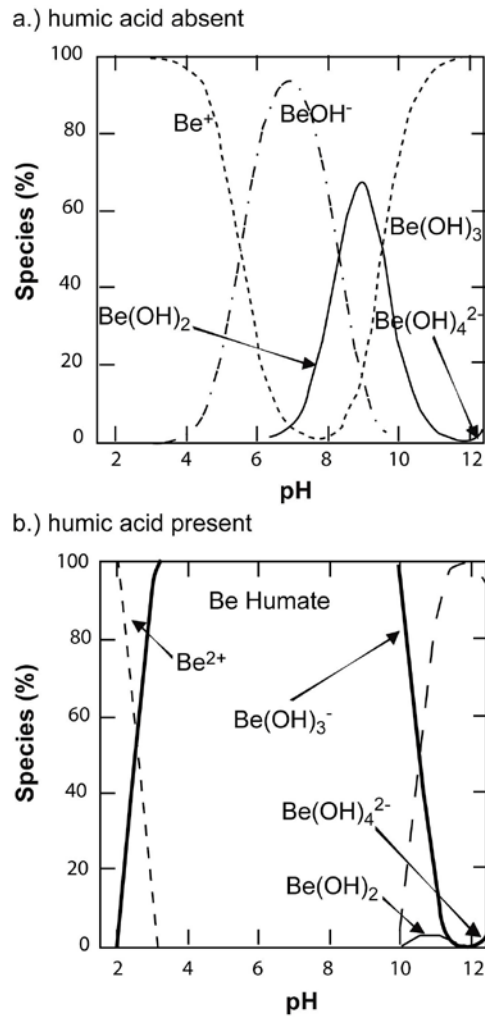 a.) humic acid absent
100
80
60
40
20
0
Species (%)
Be⁺
BeOH⁻
Be(OH)₃
Be(OH)₂
Be(OH)₄²⁻
2 4 6 8 10 12
pH
b.) humic acid present
100
80
60
40
20
0
Species (%)
Be Humate
Be²⁺
Be(OH)₃⁻
Be(OH)₄²⁻
Be(OH)₂
2 4 6 8 10 12
pH